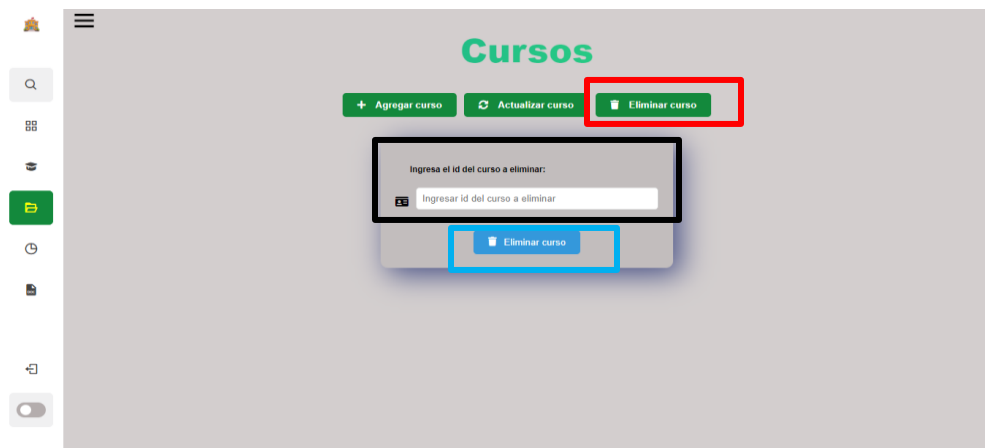 Cursos
Agregar curso Actualizar curso Eliminar curso
Ingresa el id del curso a eliminar:
Ingresar id del curso a eliminar
Eliminar curso